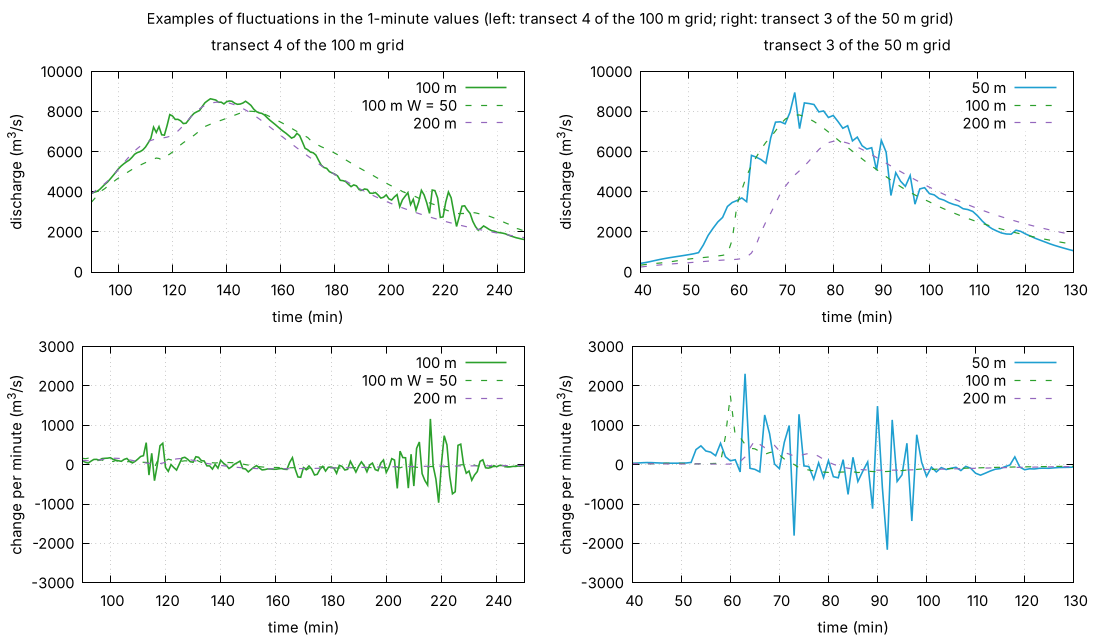 Examples of fluctuations in the 1-minute values (left: transect 4 of the 100 m grid; right: transect 3 of the 50 m grid)
transect 4 of the 100 m grid
10000
8000
6000
4000
2000
0
discharge (m³/s)
100 m
100 m W = 50
200 m
100 120 140 160 180 200 220 240
time (min)
transect 3 of the 50 m grid
10000
8000
6000
4000
2000
0
discharge (m³/s)
50 m
100 m
200 m
40 50 60 70 80 90 100 110 120 130
time (min)
3000
2000
1000
0
-1000
-2000
-3000
change per minute (m³/s)
100 m
100 m W = 50
200 m
100 120 140 160 180 200 220 240
time (min)
3000
2000
1000
0
-1000
-2000
-3000
change per minute (m³/s)
50 m
100 m
200 m
40 50 60 70 80 90 100 110 120 130
time (min)